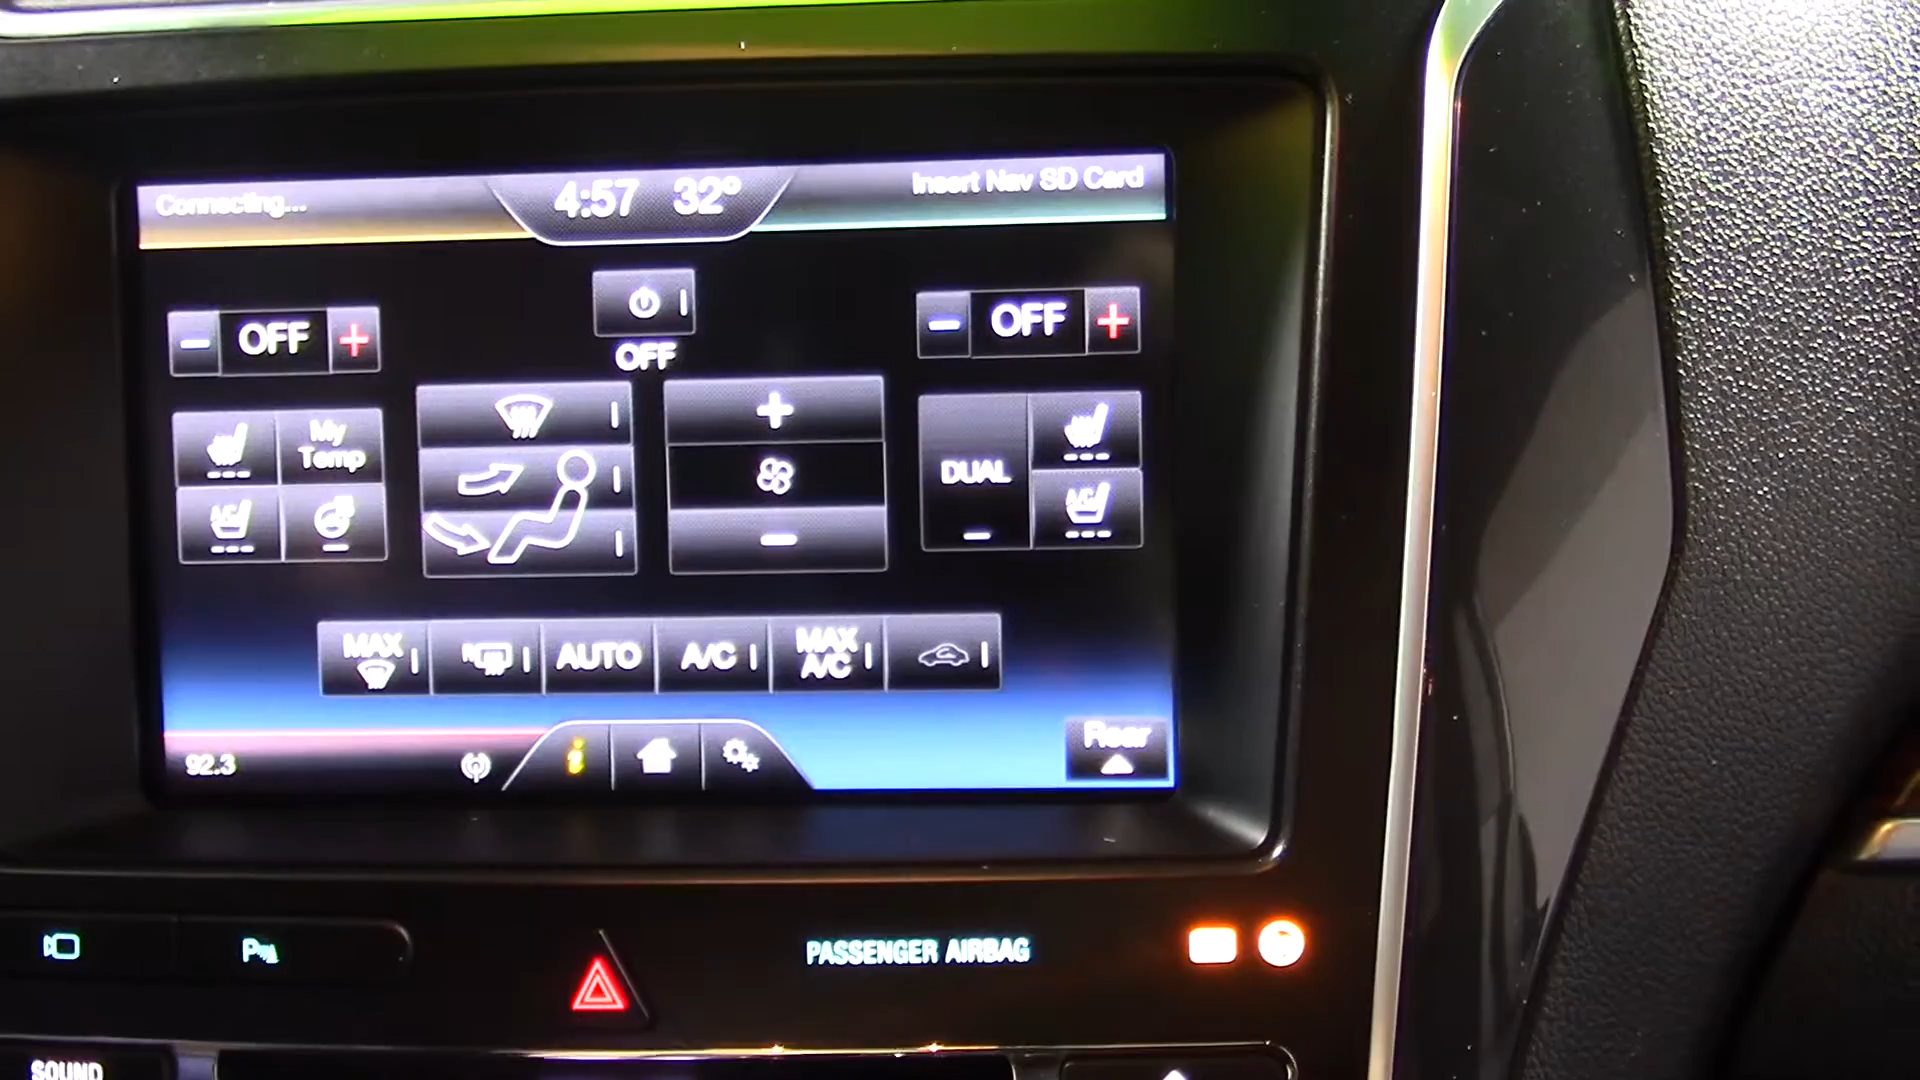 Connecting...
4:57 32°
Insert Nav SD Card
- OFF +
OFF
- OFF +
My
Temp
A/C
+
-
DUAL
A/C
MAX
R
AUTO
A/C
MAX
A/C
92.3
i
Rear
P
PASSENGER AIRBAG
SOUND